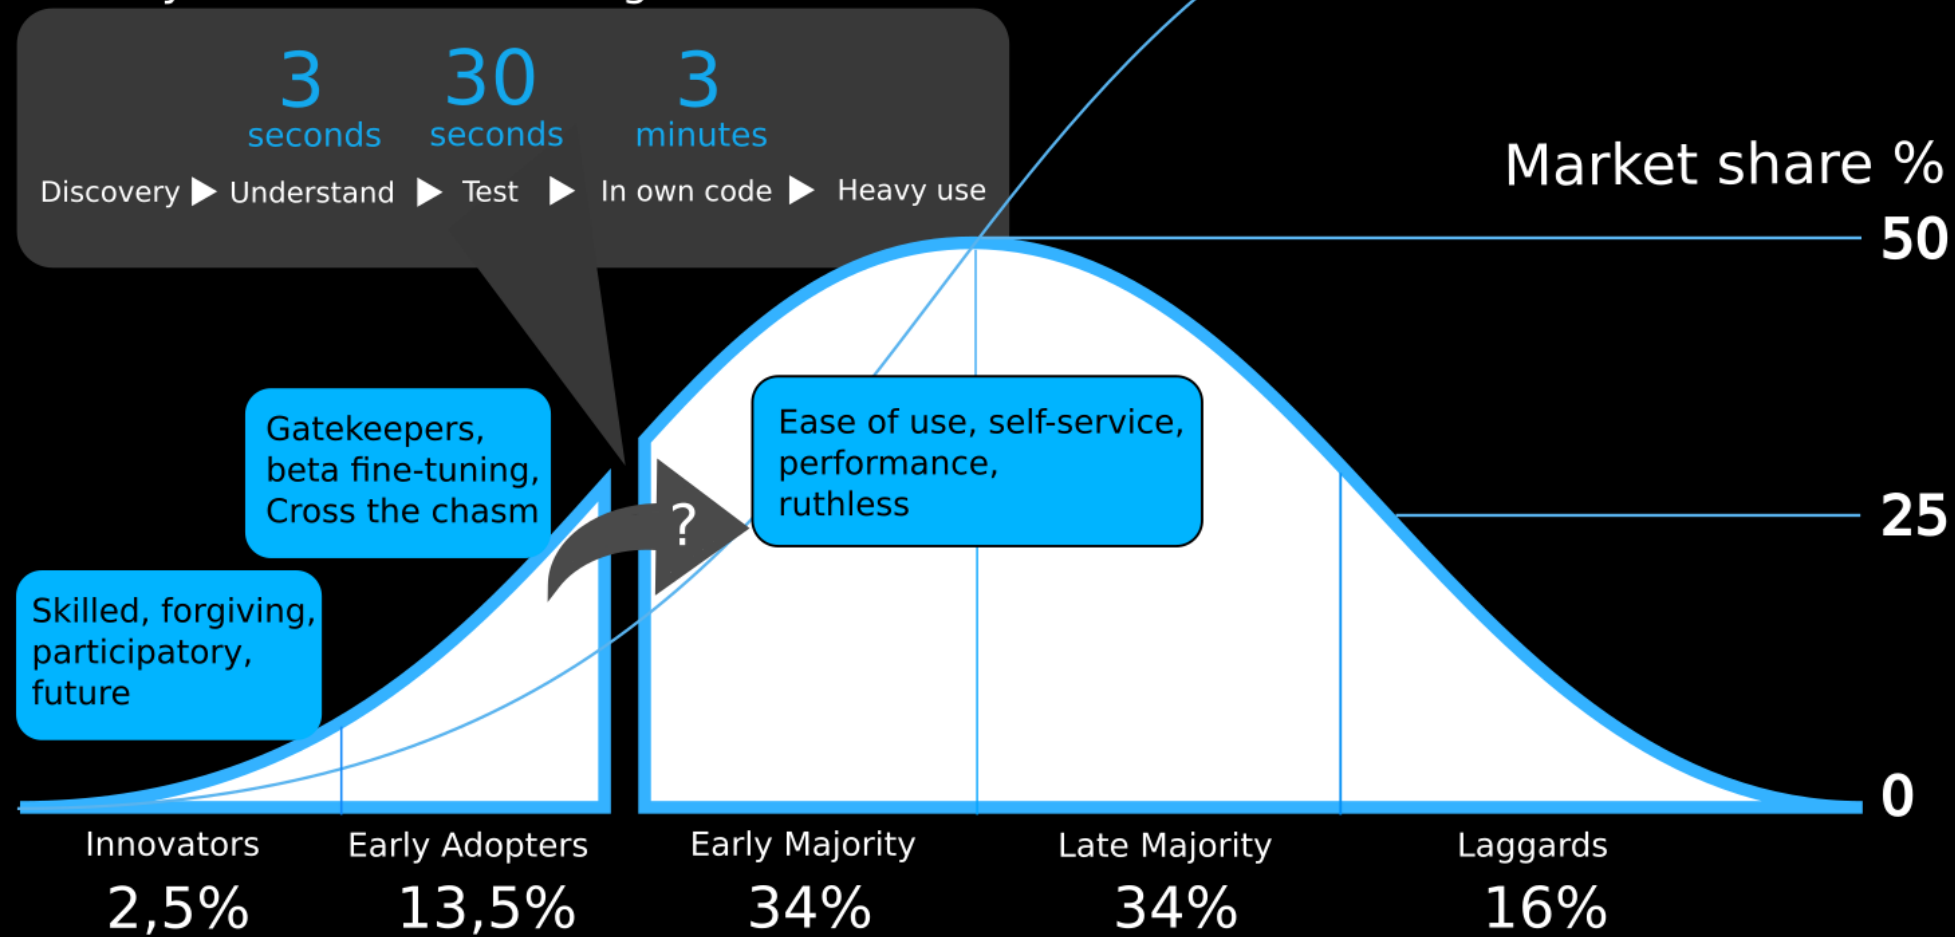 3 30 3
seconds seconds minutes
Discovery Understand Test In own code Heavy use
Market share %
50
Gatekeepers,
beta fine-tuning,
Cross the chasm
Ease of use, self-service,
performance,
ruthless
?
25
Skilled, forgiving,
participatory,
future
0
Innovators Early Adopters Early Majority Late Majority Laggards
2,5% 13,5% 34% 34% 16%